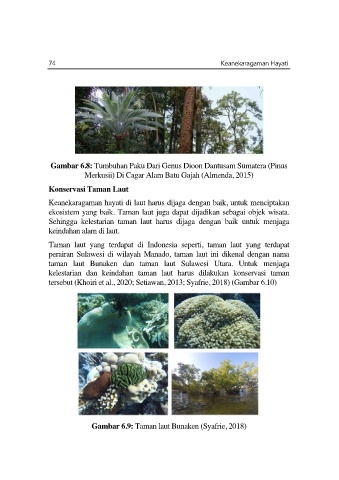 74 Keanekaragaman Hayati
Gambar 6.8: Tumbuhan Paku Dari Genus Dioon Dantusam Sumatera (Pinus
Merkusii) Di Cagar Alam Batu Gajah (Almenda, 2015)
Konservasi Taman Laut
Keanekaragaman hayati di laut harus dijaga dengan baik, untuk menciptakan
ekosistem yang baik. Taman laut juga dapat dijadikan sebagai objek wisata.
Sehingga kelestarian taman laut harus dijaga dengan baik untuk menjaga
keindahan alam di laut.
Taman laut yang terdapat di Indonesia seperti, taman laut yang terdapat
perairan Sulawesi di wilayah Manado, taman laut ini dikenal dengan nama
taman laut Bunaken dan taman laut Sulawesi Utura. Untuk menjaga
kelestarian dan keindahan taman laut harus dilakukan konservasi taman
tersebut (Khoiri et al., 2020; Setiawan, 2013; Syafrie, 2018) (Gambar 6.10)
Gambar 6.9: Taman laut Bunaken (Syafrie, 2018)